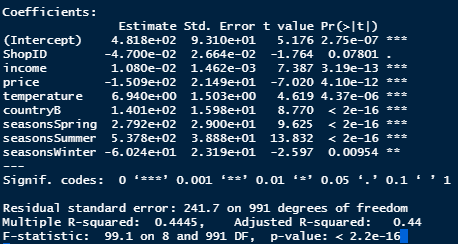 Coefficients:
Estimate Std. Error t value Pr(>|t|)
(Intercept) 4.818e+02 9.310e+01 5.176 2.75e-07 ***
ShopID -4.700e-02 2.664e-02 -1.764 0.07801 .
income 1.080e-02 1.462e-03 7.387 3.19e-13 ***
price -1.509e+02 2.149e+01 -7.020 4.10e-12 ***
temperature 6.940e+00 1.503e+00 4.619 4.37e-06 ***
countryB 1.401e+02 1.598e+01 8.770 < 2e-16 ***
seasonsSpring 2.792e+02 2.900e+01 9.625 < 2e-16 ***
seasonsSummer 5.378e+02 3.888e+01 13.832 < 2e-16 ***
seasonsWinter -6.024e+01 2.319e+01 -2.597 0.00954 **
---
Signif. codes: 0 ‘***’ 0.001 ‘**’ 0.01 ‘*’ 0.05 ‘.’ 0.1 ‘ ’ 1
Residual standard error: 241.7 on 991 degrees of freedom
Multiple R-squared: 0.4445, Adjusted R-squared: 0.44
F-statistic: 99.1 on 8 and 991 DF, p-value: < 2.2e-16